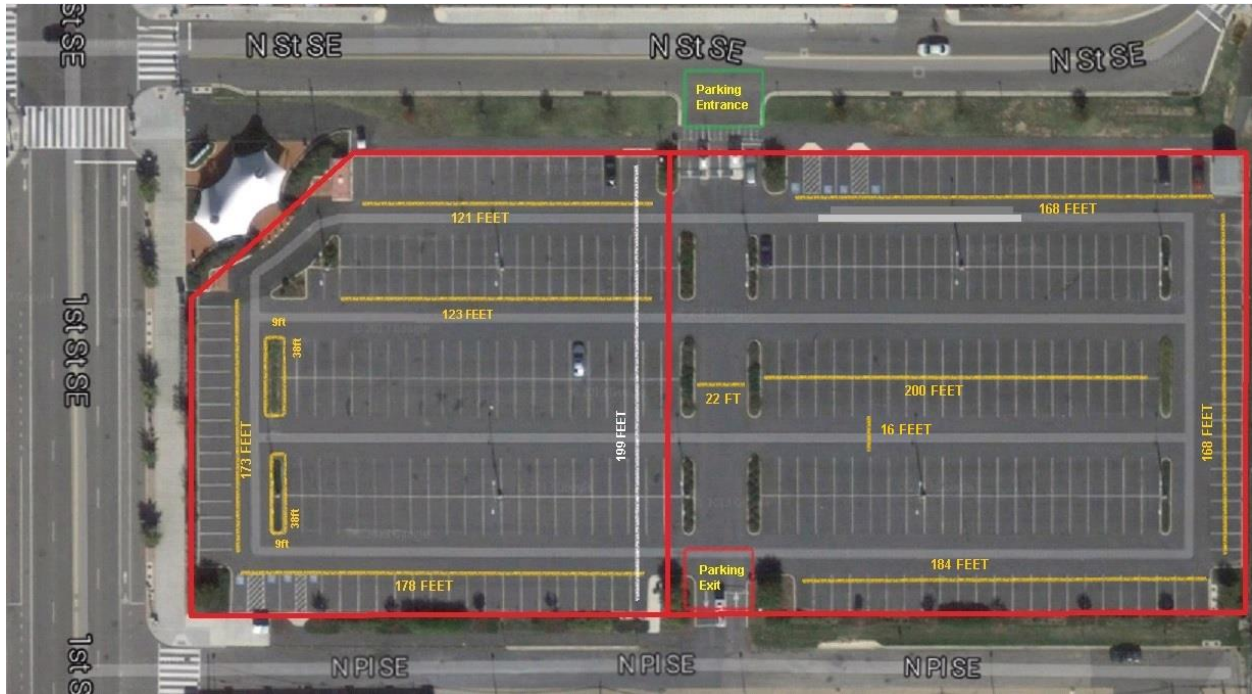 St SE
1st St SE
1st S
N St SE
N St SE
N St SE
Parking
Entrance
121 FEET
168 FEET
123 FEET
9ft
38ft
173 FEET
199 FEET
22 FT
200 FEET
16 FEET
168 FEET
38ft
9ft
178 FEET
Parking
Exit
184 FEET
N Pl SE
N Pl SE
N Pl SE